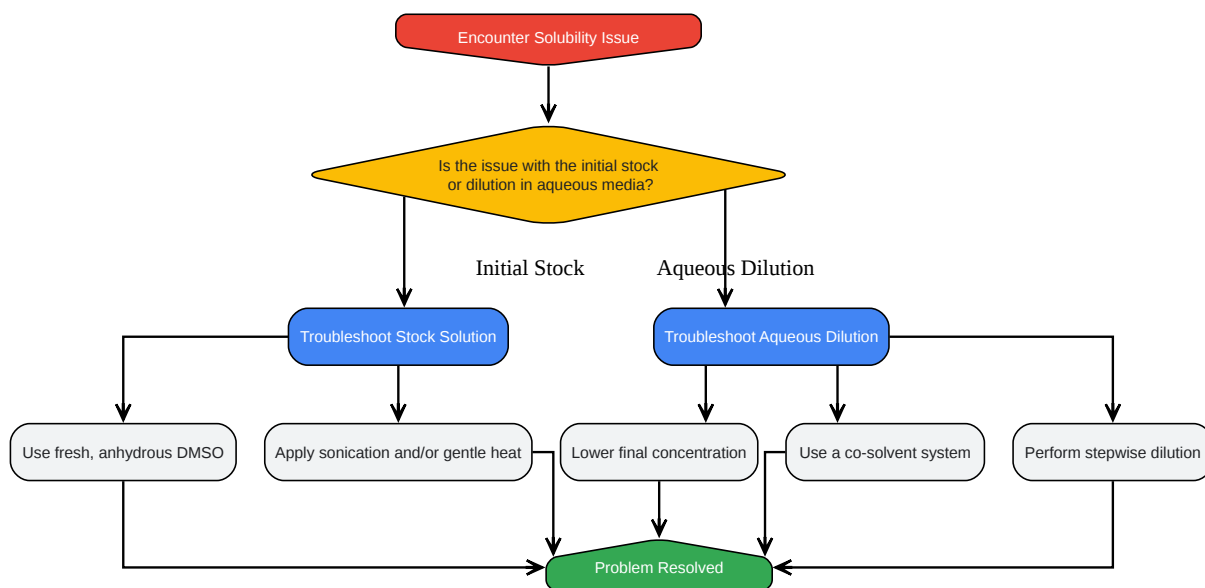 Encounter Solubility Issue
Is the issue with the initial stock
or dilution in aqueous media?
Initial Stock
Aqueous Dilution
Troubleshoot Stock Solution
Troubleshoot Aqueous Dilution
Use fresh, anhydrous DMSO
Apply sonication and/or gentle heat
Lower final concentration
Use a co-solvent system
Perform stepwise dilution
Problem Resolved